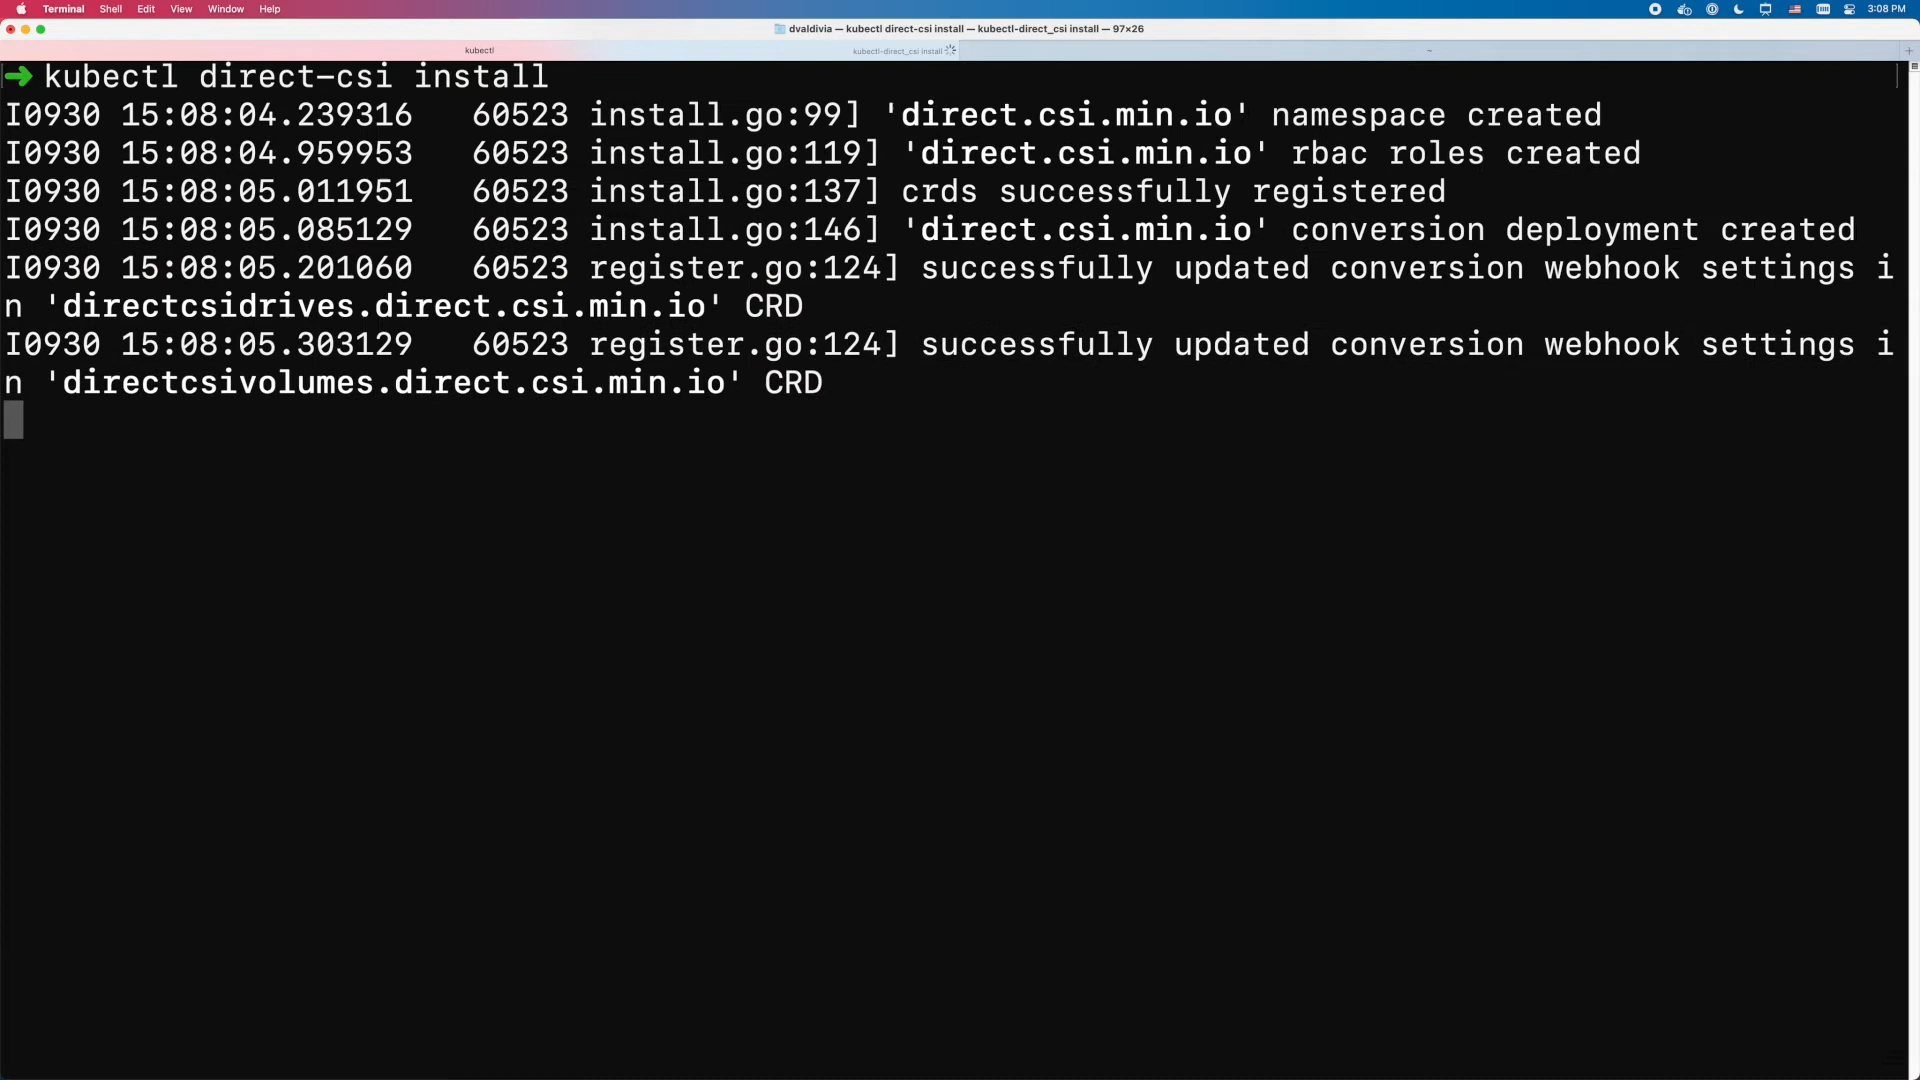 Terminal Shell Edit View Window Help 3:08 PM
dvaldivia — kubectl direct-csi install — kubectl-direct_csi install — 97×26
kubectl kubectl-direct_csi install ~ +
➜ kubectl direct-csi install
I0930 15:08:04.239316   60523 install.go:99] 'direct.csi.min.io' namespace created
I0930 15:08:04.959953   60523 install.go:119] 'direct.csi.min.io' rbac roles created
I0930 15:08:05.011951   60523 install.go:137] crds successfully registered
I0930 15:08:05.085129   60523 install.go:146] 'direct.csi.min.io' conversion deployment created
I0930 15:08:05.201060   60523 register.go:124] successfully updated conversion webhook settings i
n 'directcsidrives.direct.csi.min.io' CRD
I0930 15:08:05.303129   60523 register.go:124] successfully updated conversion webhook settings i
n 'directcsivolumes.direct.csi.min.io' CRD